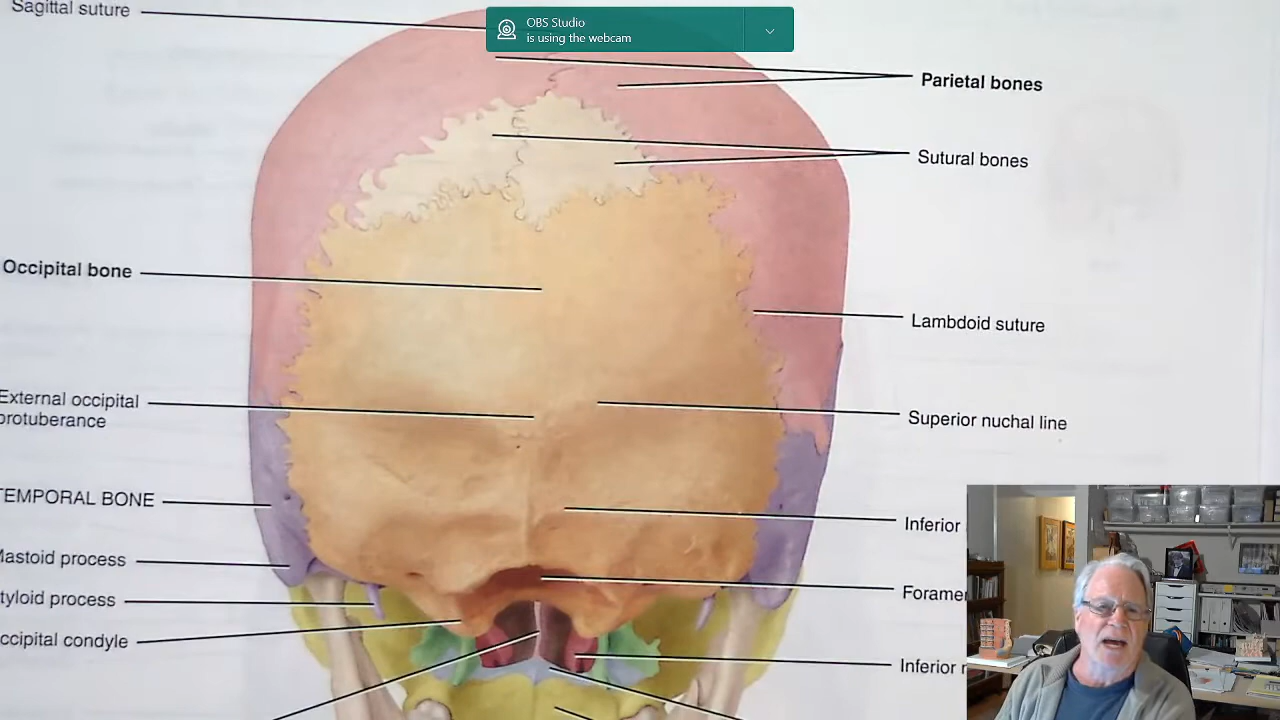 Sagittal suture
OBS Studio
is using the webcam
Parietal bones
Sutural bones
Occipital bone
Lambdoid suture
External occipital
protuberance
Superior nuchal line
TEMPORAL BONE
Inferior
Mastoid process
Foramen
tyloid process
ccipital condyle
Inferior